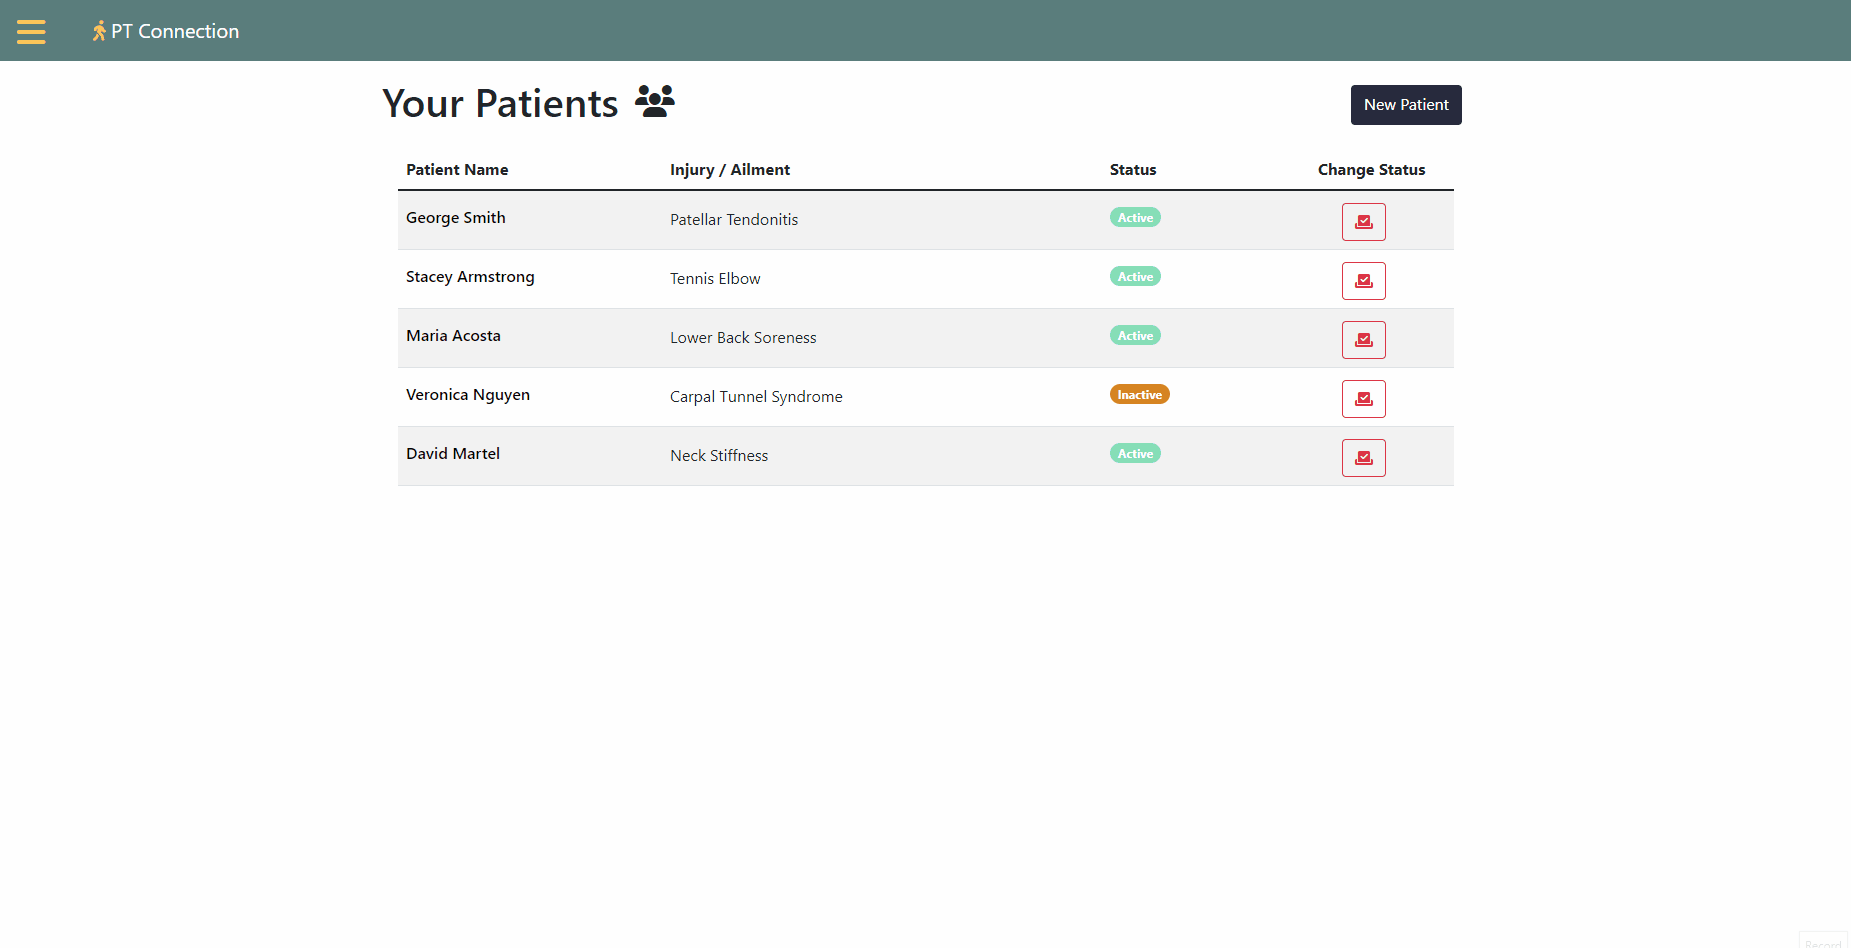 PT Connection
Your Patients
New Patient
Patient Name Injury / Ailment Status Change Status
George Smith Patellar Tendonitis Active
Stacey Armstrong Tennis Elbow Active
Maria Acosta Lower Back Soreness Active
Veronica Nguyen Carpal Tunnel Syndrome Inactive
David Martel Neck Stiffness Active
Record